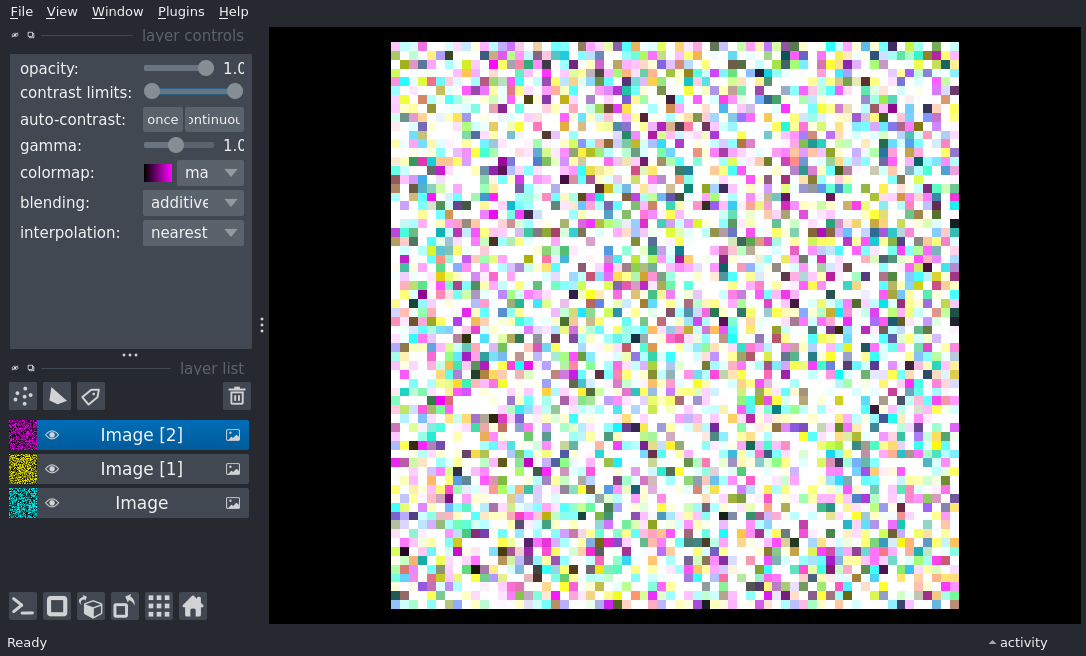 File View Window Plugins Help
layer controls
opacity: 1.0
contrast limits:
auto-contrast: once ontinuou
gamma: 1.0
colormap: ma
blending: additive
interpolation: nearest
layer list
Image [2]
Image [1]
Image
Ready
activity